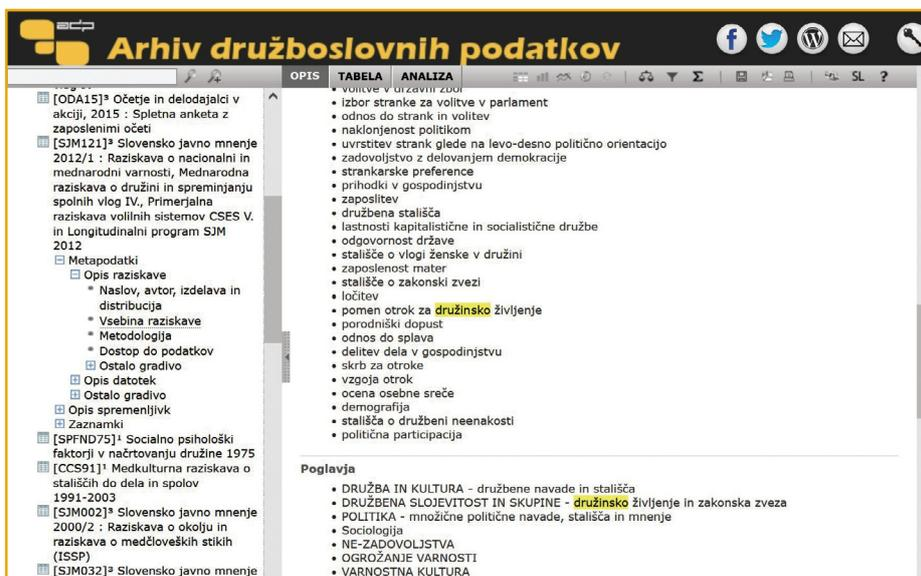 adp
Arhiv družboslovnih podatkov
OPIS TABELA ANALIZA
SL ?
[ODA15]³ Očetje in delodajalci v
akciji, 2015 : Spletna anketa z
zaposlenimi očeti
[SJM121]³ Slovensko javno mnenje
2012/1 : Raziskava o nacionalni in
mednarodni varnosti, Mednarodna
raziskava o družini in spreminjanju
spolnih vlog IV., Primerjalna
raziskava volilnih sistemov CSES V.
in Longitudinalni program SJM
2012
Metapodatki
Opis raziskave
Naslov, avtor, izdelava in
distribucija
Vsebina raziskave
Metodologija
Dostop do podatkov
Ostalo gradivo
Opis datotek
Ostalo gradivo
Opis spremenljivk
Zaznamki
[SPFND75]¹ Socialno psihološki
faktorji v načrtovanju družine 1975
[CCS91]¹ Medkulturna raziskava o
stališčih do dela in spolov
1991-2003
[SJM002]³ Slovensko javno mnenje
2000/2 : Raziskava o okolju in
raziskava o medčloveških stikih
(ISSP)
[SJM032]³ Slovensko javno mnenje
• volitve v državni zbor
• izbor stranke za volitve v parlament
• odnos do strank in volitev
• naklonjenost politikom
• uvrstitev strank glede na levo-desno politično orientacijo
• zadovoljstvo z delovanjem demokracije
• strankarske preference
• prihodki v gospodinjstvu
• zaposlitev
• družbena stališča
• lastnosti kapitalistične in socialistične družbe
• odgovornost države
• stališče o vlogi ženske v družini
• zaposlenost mater
• stališče o zakonski zvezi
• ločitev
• pomen otrok za družinsko življenje
• porodniški dopust
• odnos do splava
• delitev dela v gospodinjstvu
• skrb za otroke
• vzgoja otrok
• ocena osebne sreče
• demografija
• stališča o družbeni neenakosti
• politična participacija
Poglavja
• DRUŽBA IN KULTURA - družbene navade in stališča
• DRUŽBENA SLOJEVITOST IN SKUPINE - družinsko življenje in zakonska zveza
• POLITIKA - množične politične navade, stališča in mnenje
• Sociologija
• NE-ZADOVOLJSTVA
• OGROŽANJE VARNOSTI
• VARNOSTNA KULTURA